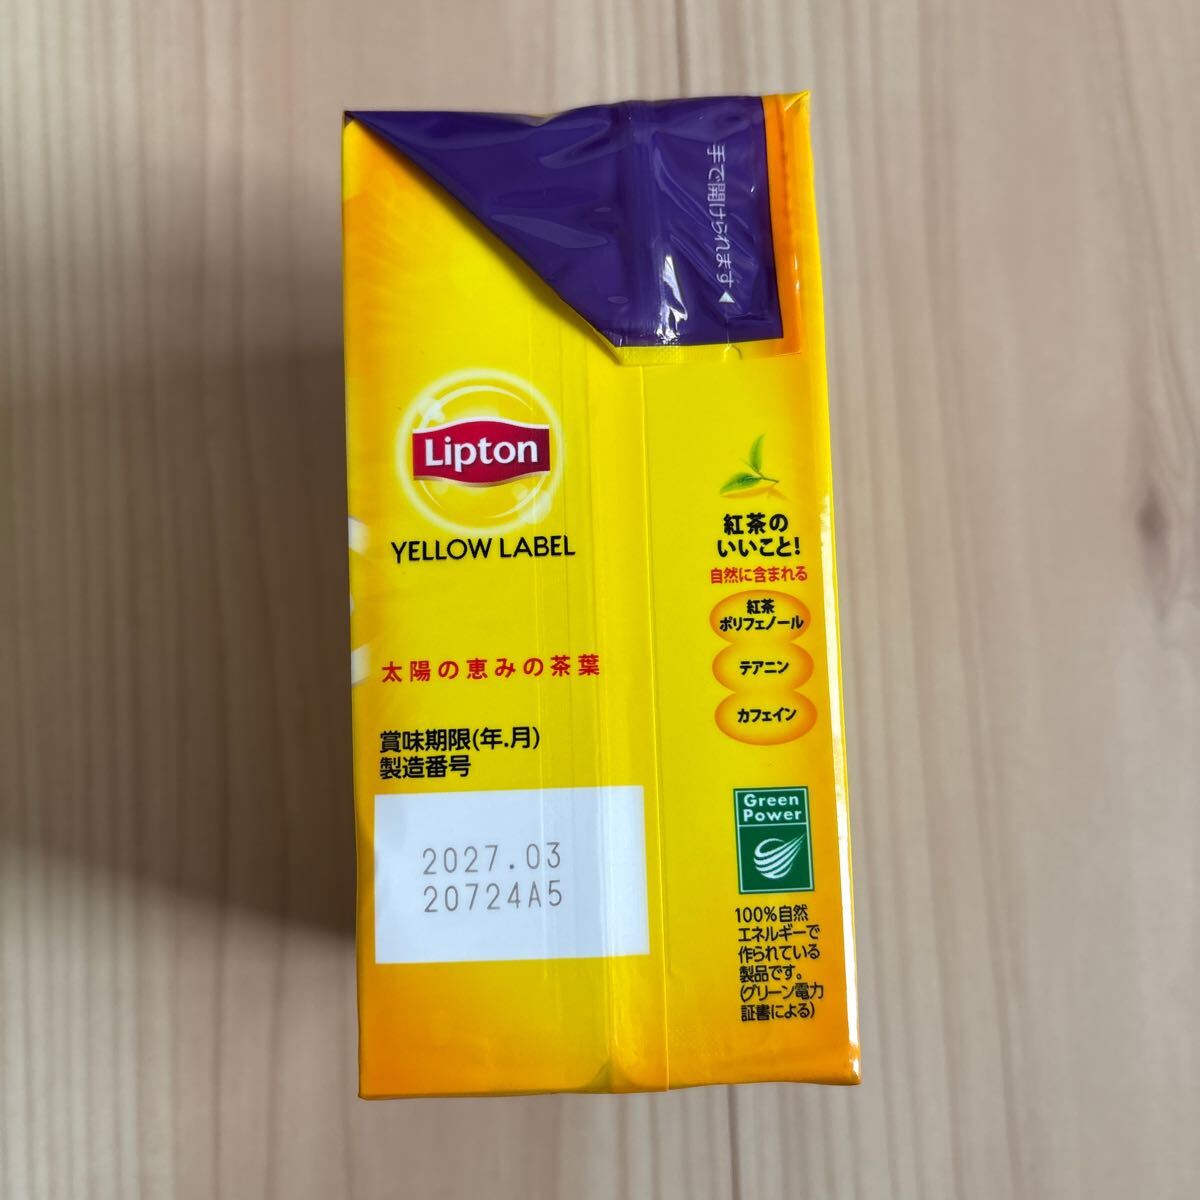 手で開けられます◀
Lipton
YELLOW LABEL
太陽の恵みの茶葉
賞味期限(年.月)
製造番号
2027.03
20724A5
紅茶の
いいこと!
自然に含まれる
紅茶
ポリフェノール
テアニン
カフェイン
Green
Power
100%自然
エネルギーで
作られている
製品です。
(グリーン電力
証書による)